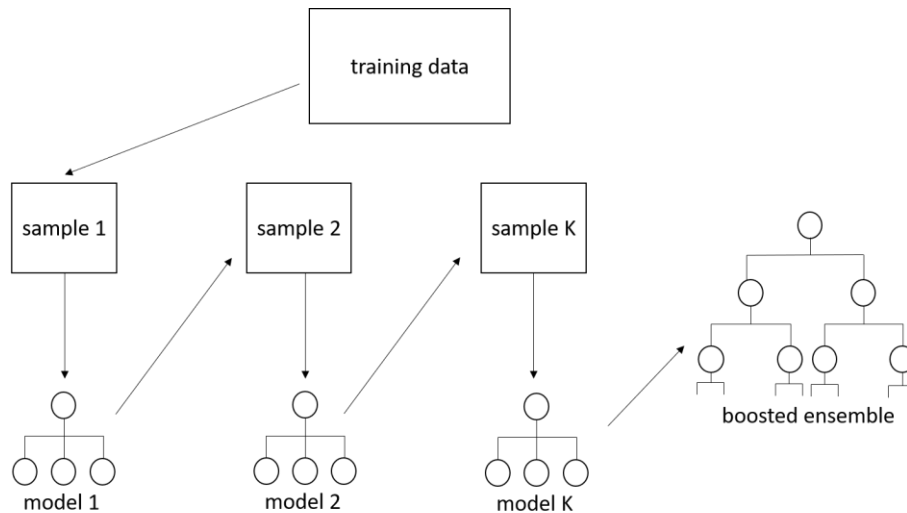 training data
sample 1
sample 2
sample K
boosted ensemble
model 1
model 2
model K